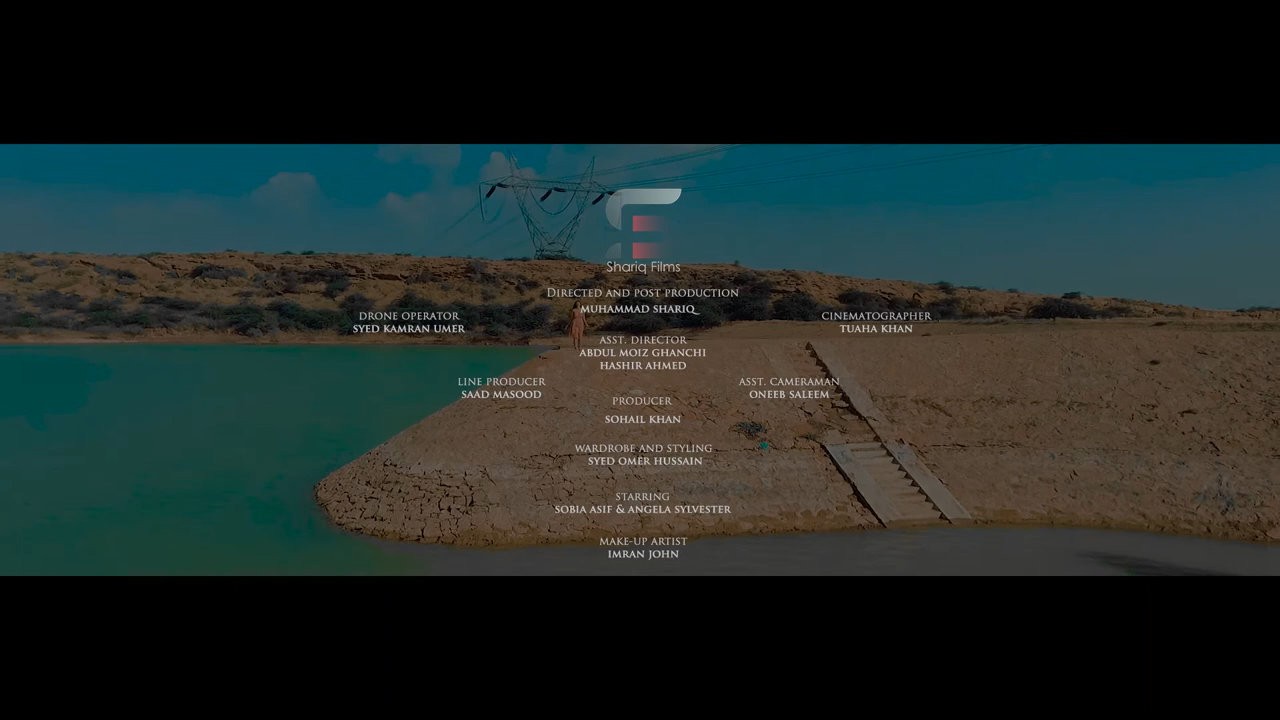 Shariq Films
Directed and post production
MUHAMMAD SHARIQ
DRONE OPERATOR
SYED KAMRAN UMER
CINEMATOGRAPHER
TUAHA KHAN
ASST. DIRECTOR
ABDUL MOIZ GHANCHI
HASHIR AHMED
LINE PRODUCER
SAAD MASOOD
ASST. CAMERAMAN
ONEEB SALEEM
PRODUCER
SOHAIL KHAN
WARDROBE AND STYLING
SYED OMER HUSSAIN
STARRING
SOBIA ASIF & ANGELA SYLVESTER
MAKE-UP ARTIST
IMRAN JOHN